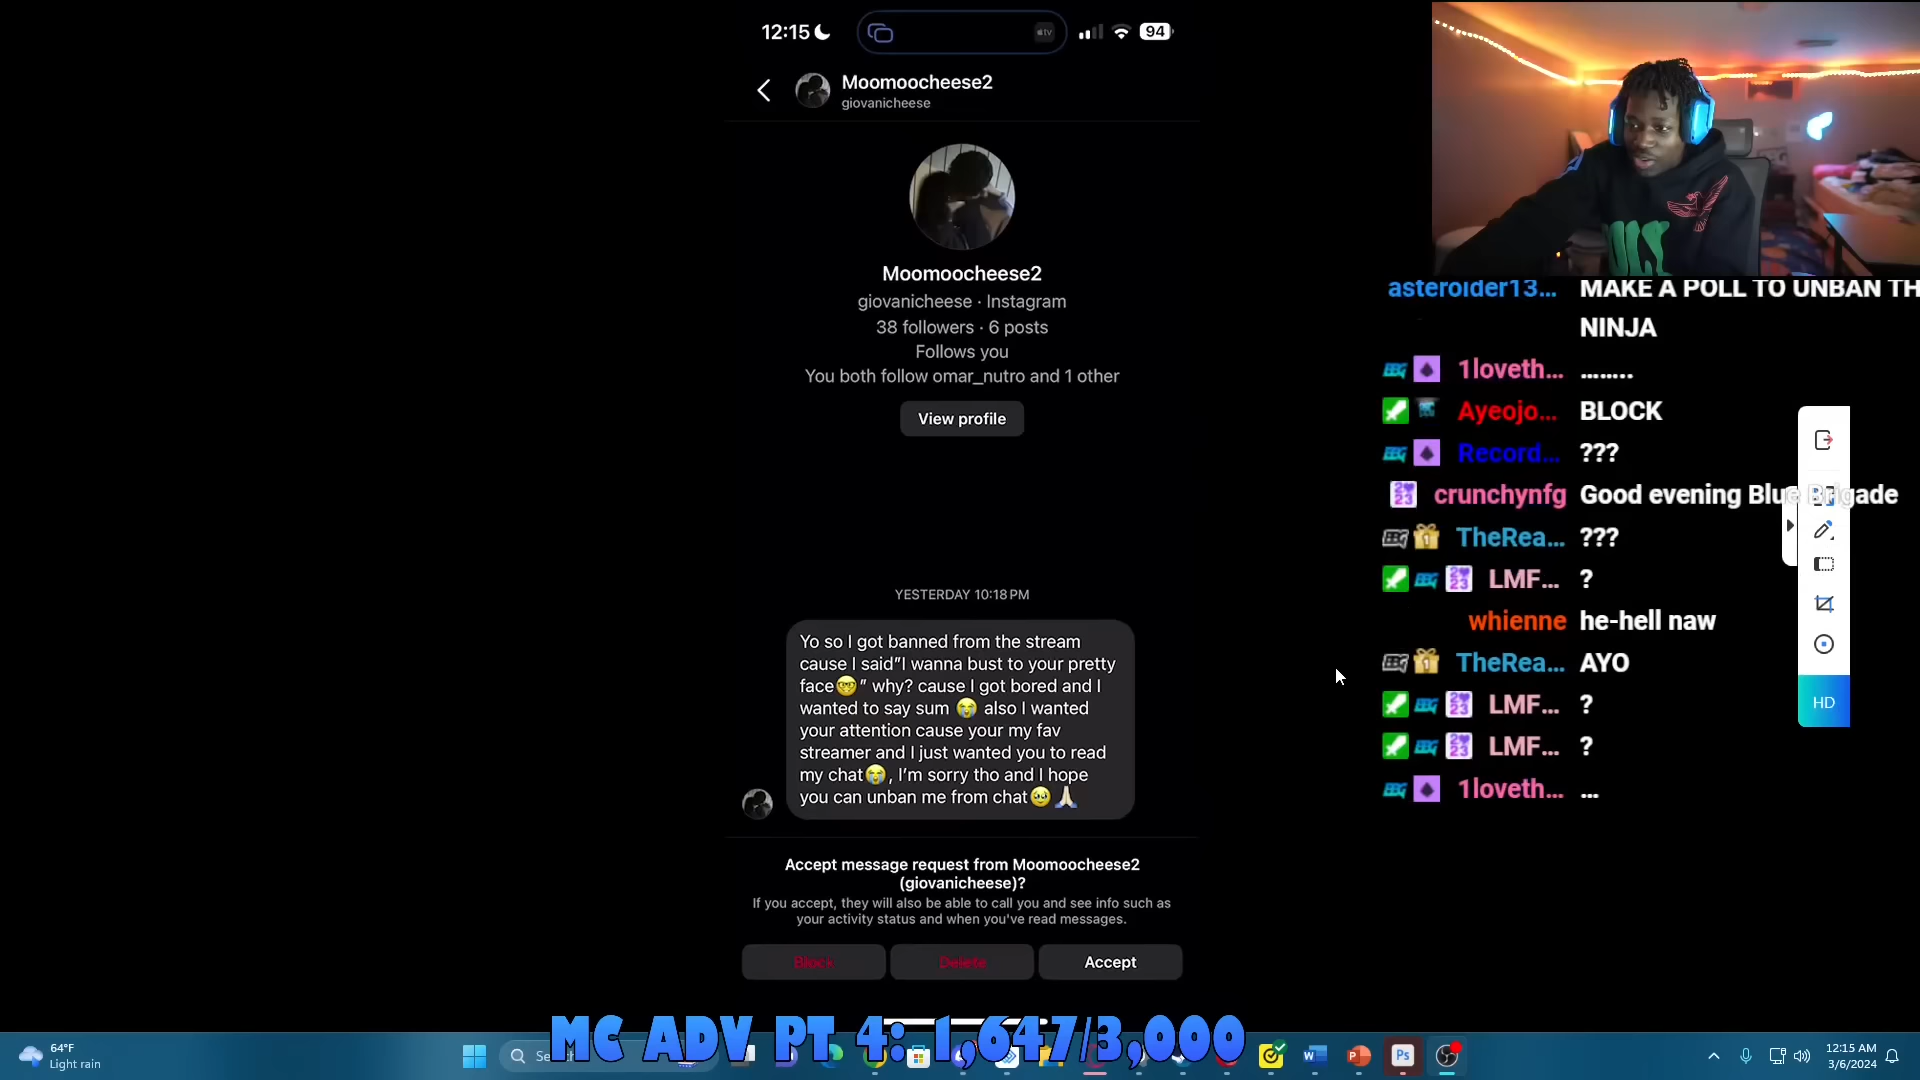 12:15
94
Moomoocheese2
giovanicheese
Moomoocheese2
giovanicheese · Instagram
38 followers · 6 posts
Follows you
You both follow omar_nutro and 1 other
View profile
YESTERDAY 10:18 PM
Yo so I got banned from the stream
cause I said"I wanna bust to your pretty
face🤓" why? cause I got bored and I
wanted to say sum 😭 also I wanted
your attention cause your my fav
streamer and I just wanted you to read
my chat😭, I'm sorry tho and I hope
you can unban me from chat🥹🙏🏻
Accept message request from Moomoocheese2
(giovanicheese)?
If you accept, they will also be able to call you and see info such as
your activity status and when you've read messages.
Block Delete Accept
asteroider13... MAKE A POLL TO UNBAN TH
NINJA
1loveth... ........
Ayeojo... BLOCK
Record... ???
crunchynfg Good evening Blue Brigade
TheRea... ???
LMF... ?
whienne he-hell naw
TheRea... AYO
LMF... ?
LMF... ?
1loveth... ...
HD
MC ADV PT 4: 1,647/3,000
64°F
Light rain
12:15 AM
3/6/2024